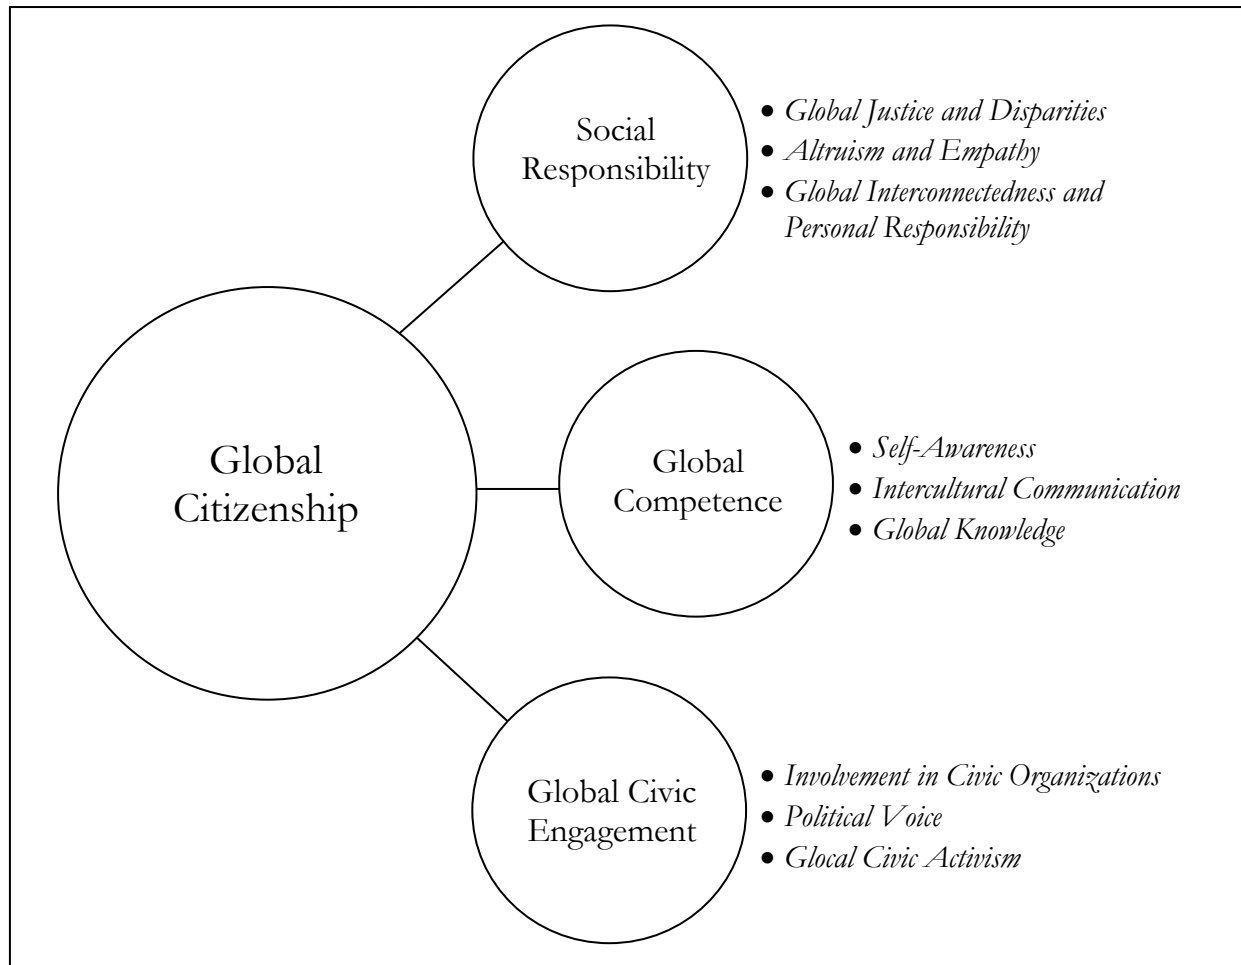 Social
Responsibility
• Global Justice and Disparities
• Altruism and Empathy
• Global Interconnectedness and
Personal Responsibility
Global
Citizenship
Global
Competence
• Self-Awareness
• Intercultural Communication
• Global Knowledge
Global Civic
Engagement
• Involvement in Civic Organizations
• Political Voice
• Glocal Civic Activism